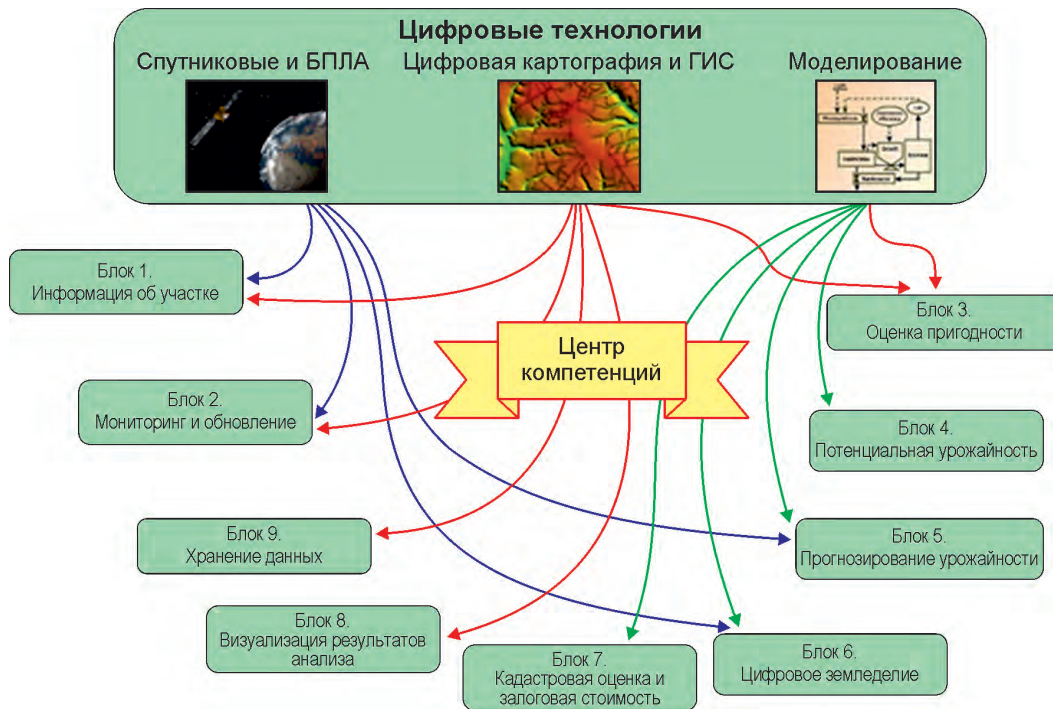 Цифровые технологии
Спутниковые и БПЛА
Цифровая картография и ГИС
Моделирование
Блок 1.
Информация об участке
Блок 3.
Оценка пригодности
Центр
компетенций
Блок 2.
Мониторинг и обновление
Блок 4.
Потенциальная урожайность
Блок 9.
Хранение данных
Блок 5.
Прогнозирование урожайности
Блок 8.
Визуализация результатов
анализа
Блок 7.
Кадастровая оценка и
залоговая стоимость
Блок 6.
Цифровое земледелие